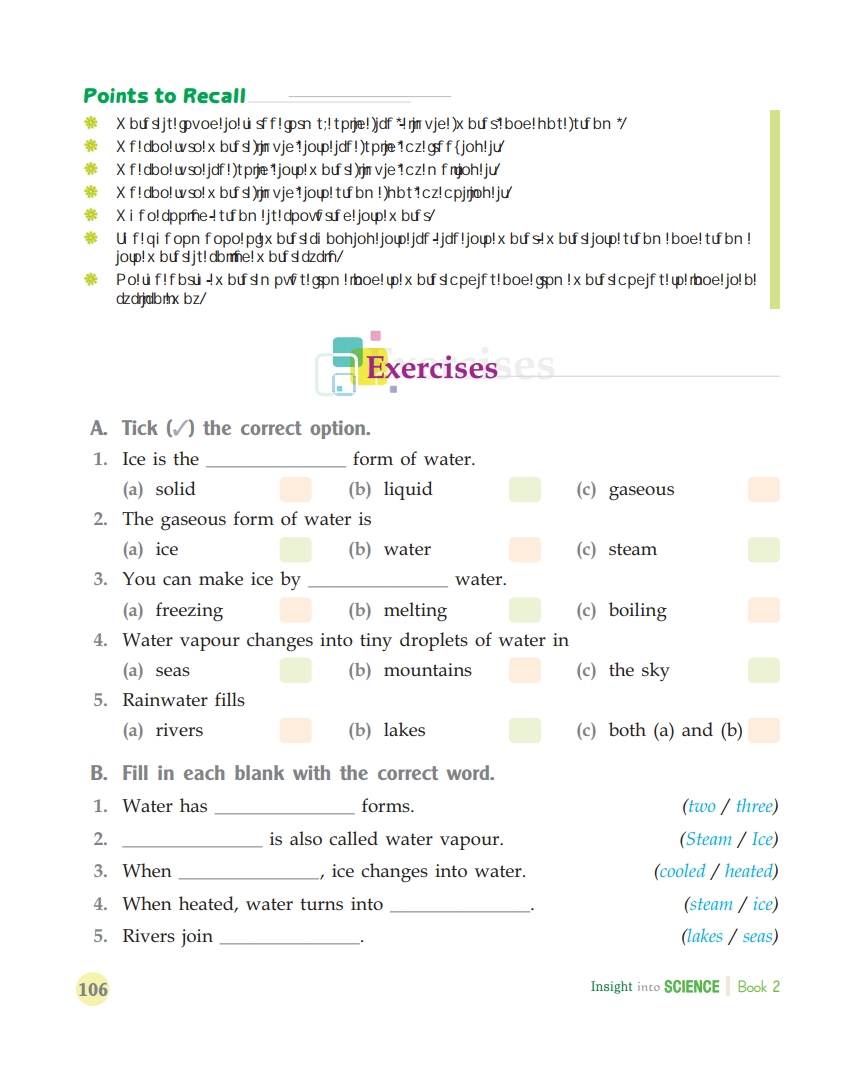 Points to Recall
X bufs!jt!gpvoe!jo!ui sff!gpsn t;!tpmje!)jdf*-!mjrvje!)x bufs*!boe!hbt!)tufbn */
X f!dbo!uvso!x bufs!)mjrvje*!joup!jdf!)tpmje*!cz!gsff{joh!ju/
X f!dbo!uvso!jdf!)tpmje*!joup!x bufs!)mjrvje*!cz!n fmujoh!ju/
X f!dbo!uvso!x bufs!)mjrvje*!joup!tufbn !)hbt*!cz!cpjmjoh!ju/
X i fo!dppmfe-!tufbn !jt!dpowfsufe!joup!x bufs/
Ui f!qi fopn fopo!pg!x bufs!di bohjoh!joup!jdf-!jdf!joup!x bufs-!x bufs!joup!tufbn !boe!tufbn !
joup!x bufs!jt!dbmmfe!x bufs!dzdmf/
Po!ui f!fbsui -!x bufs!n pwft!gspn !mboe!up!x bufs!cpejft!boe!gspn !x bufs!cpejft!up!mboe!jo!b!
dzdmjdbm!x bz/
Exercises
A. Tick (✓) the correct option.
1. Ice is the _______________ form of water.
(a) solid (b) liquid (c) gaseous
2. The gaseous form of water is
(a) ice (b) water (c) steam
3. You can make ice by _______________ water.
(a) freezing (b) melting (c) boiling
4. Water vapour changes into tiny droplets of water in
(a) seas (b) mountains (c) the sky
5. Rainwater fills
(a) rivers (b) lakes (c) both (a) and (b)
B. Fill in each blank with the correct word.
1. Water has _______________ forms. (two / three)
2. _______________ is also called water vapour. (Steam / Ice)
3. When _______________, ice changes into water. (cooled / heated)
4. When heated, water turns into _______________. (steam / ice)
5. Rivers join _______________. (lakes / seas)
106 Insight into SCIENCE Book 2